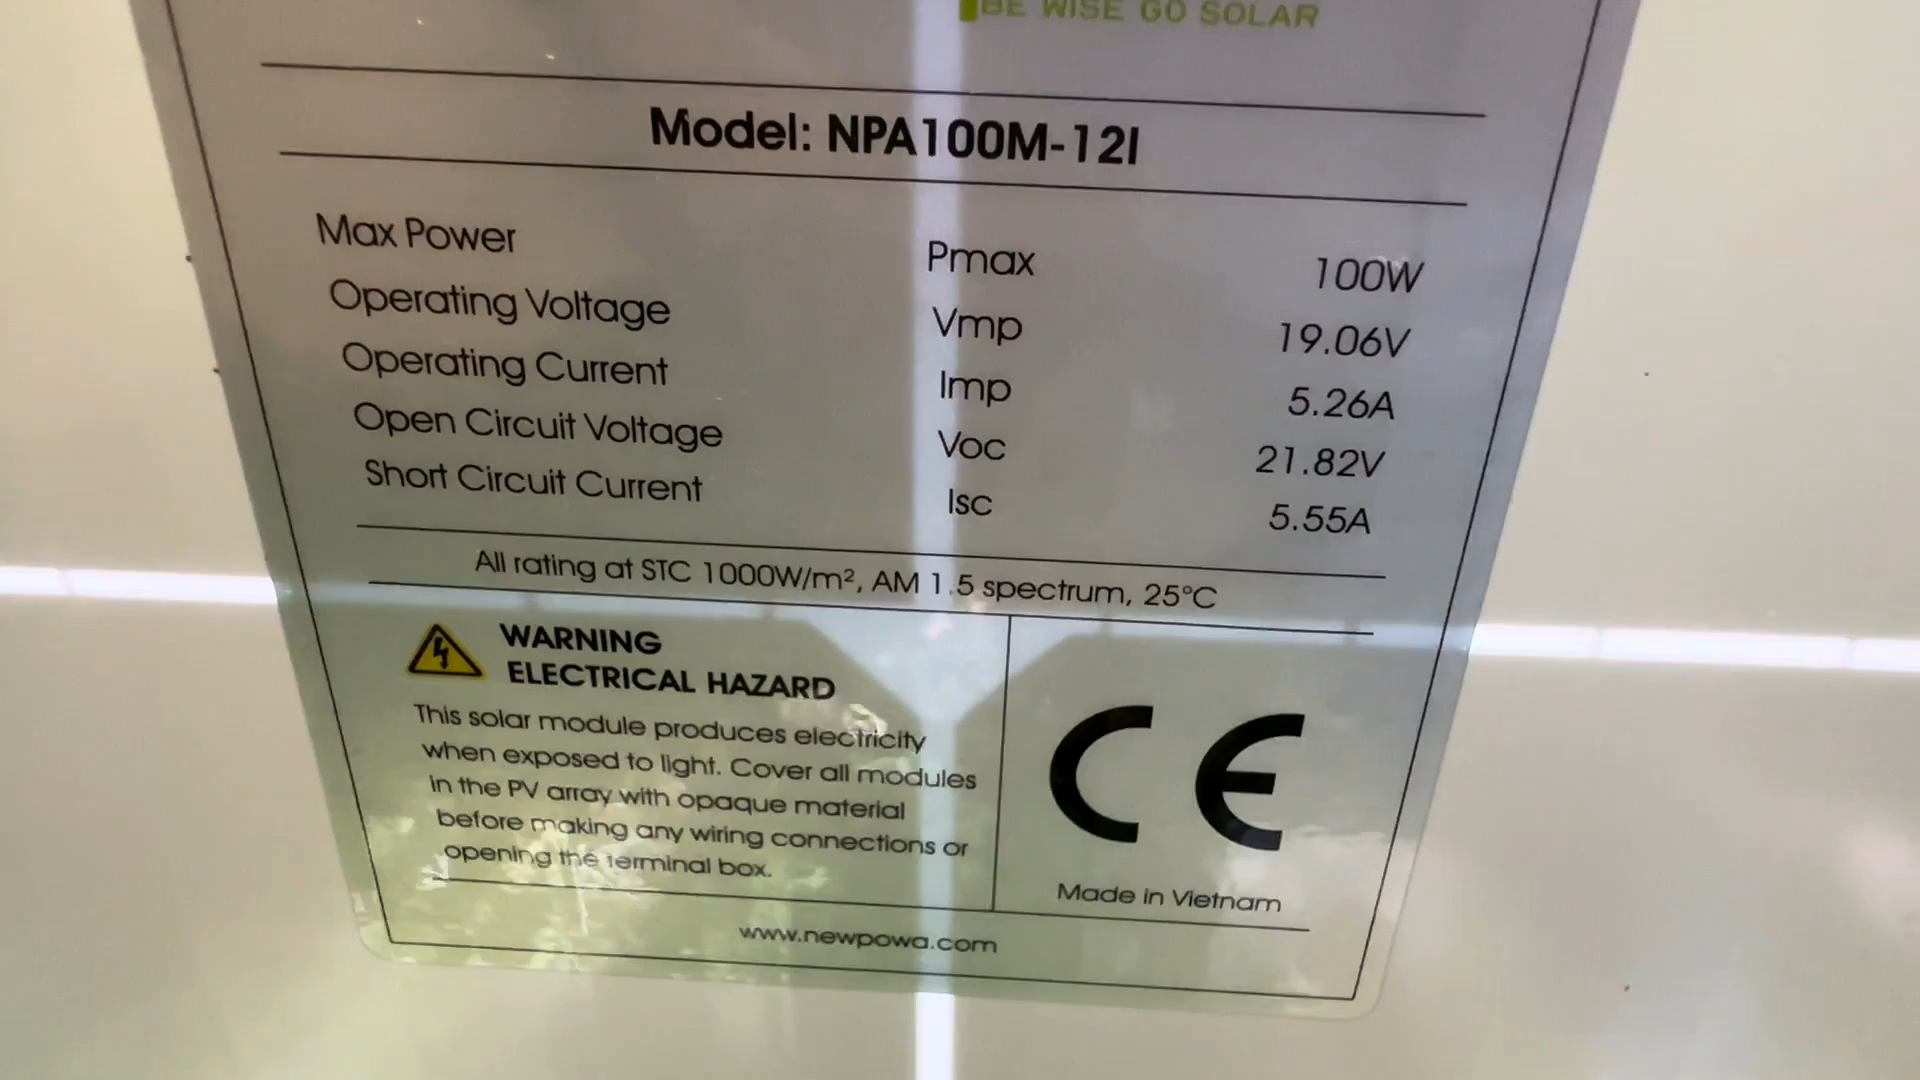 BE WISE GO SOLAR
Model: NPA100M-12I
Max Power Pmax 100W
Operating Voltage Vmp 19.06V
Operating Current Imp 5.26A
Open Circuit Voltage Voc 21.82V
Short Circuit Current Isc 5.55A
All rating at STC 1000W/m², AM 1.5 spectrum, 25°C
WARNING
ELECTRICAL HAZARD
This solar module produces electricity
when exposed to light. Cover all modules
in the PV array with opaque material
before making any wiring connections or
opening the terminal box.
CE
Made in Vietnam
www.newpowa.com